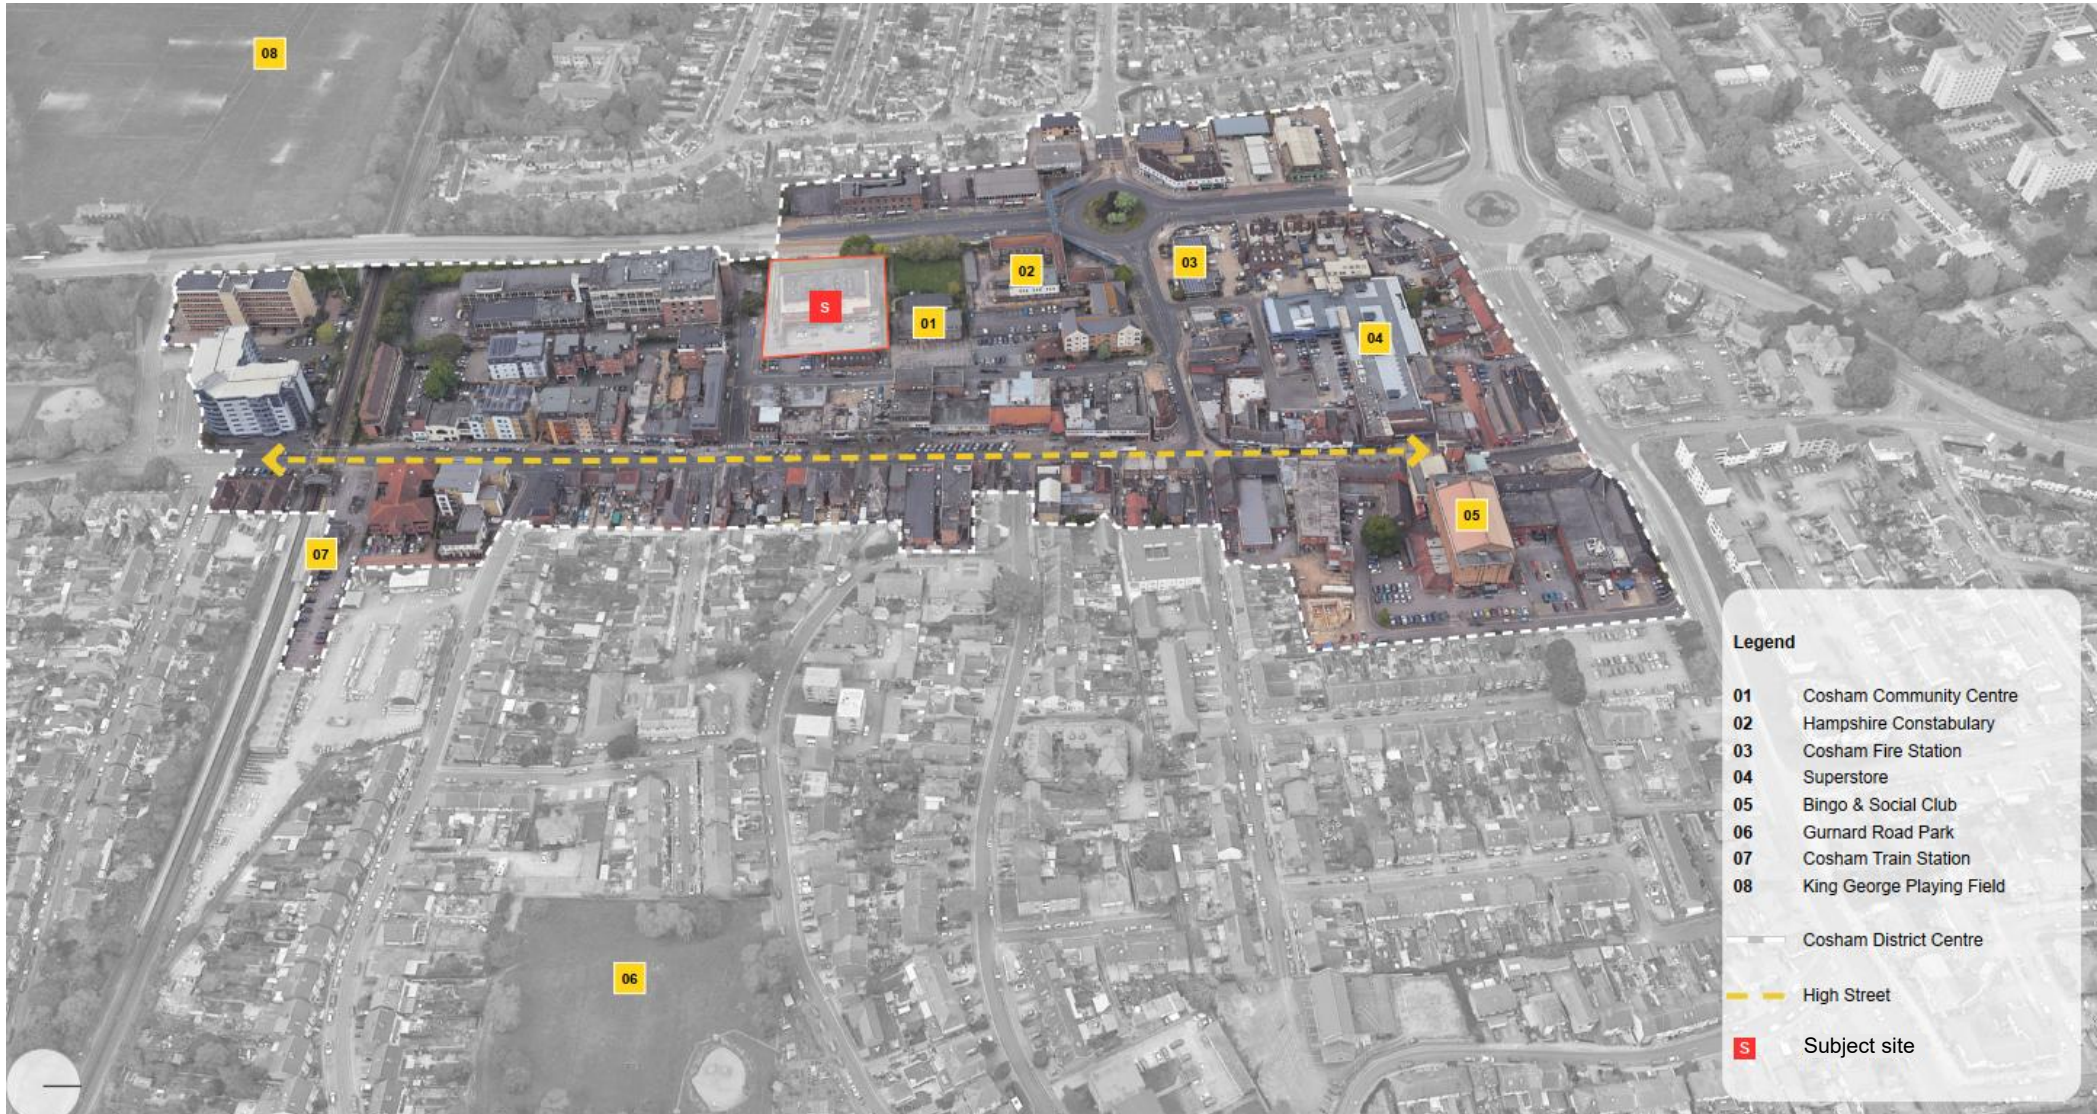 08
02
03
S
01
04
05
07
06
Legend
01 Cosham Community Centre
02 Hampshire Constabulary
03 Cosham Fire Station
04 Superstore
05 Bingo & Social Club
06 Gurnard Road Park
07 Cosham Train Station
08 King George Playing Field
Cosham District Centre
High Street
S Subject site